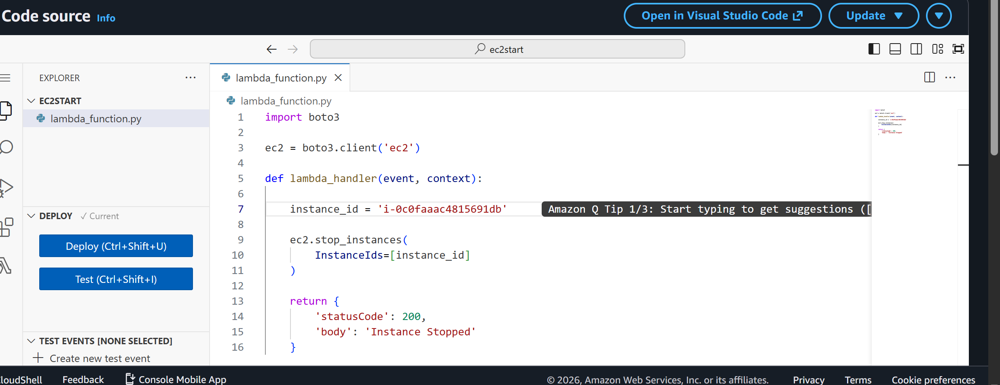 Code source Info
Open in Visual Studio Code
Update
ec2start
EXPLORER
EC2START
lambda_function.py
DEPLOY ✓ Current
Deploy (Ctrl+Shift+U)
Test (Ctrl+Shift+I)
TEST EVENTS [NONE SELECTED]
Create new test event
lambda_function.py
lambda_function.py
1 import boto3
2
3 ec2 = boto3.client('ec2')
4
5 def lambda_handler(event, context):
6
7 instance_id = 'i-0c0faaac4815691db' Amazon Q Tip 1/3: Start typing to get suggestions ([
8
9 ec2.stop_instances(
10 InstanceIds=[instance_id]
11 )
12
13 return {
14 'statusCode': 200,
15 'body': 'Instance Stopped'
16 }
CloudShell Feedback Console Mobile App
© 2026, Amazon Web Services, Inc. or its affiliates. Privacy Terms Cookie preferences